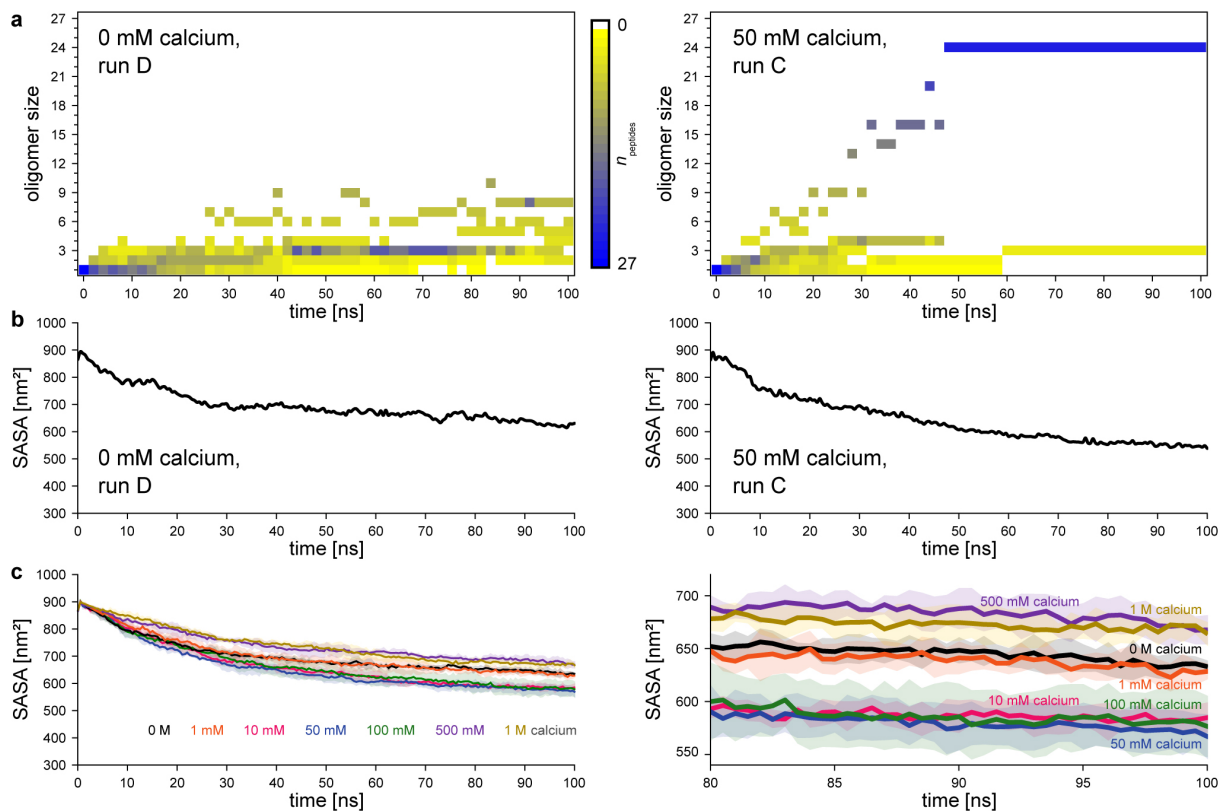 a
27
24
21
18
15
12
9
6
3
oligomer size
0 mM calcium,
run D
0 10 20 30 40 50 60 70 80 90 100
time [ns]
0
n peptides
27
27
24
21
18
15
12
9
6
3
oligomer size
50 mM calcium,
run C
0 10 20 30 40 50 60 70 80 90 100
time [ns]
b
1000
900
800
700
600
500
400
300
SASA [nm²]
0 mM calcium,
run D
0 10 20 30 40 50 60 70 80 90 100
time [ns]
1000
900
800
700
600
500
400
300
SASA [nm²]
50 mM calcium,
run C
0 10 20 30 40 50 60 70 80 90 100
time [ns]
c
1000
900
800
700
600
500
400
300
SASA [nm²]
0 M 1 mM 10 mM 50 mM 100 mM 500 mM 1 M calcium
0 10 20 30 40 50 60 70 80 90 100
time [ns]
700
650
600
550
SASA [nm²]
500 mM calcium
1 M calcium
0 M calcium
1 mM calcium
10 mM calcium
100 mM calcium
50 mM calcium
80 85 90 95 100
time [ns]